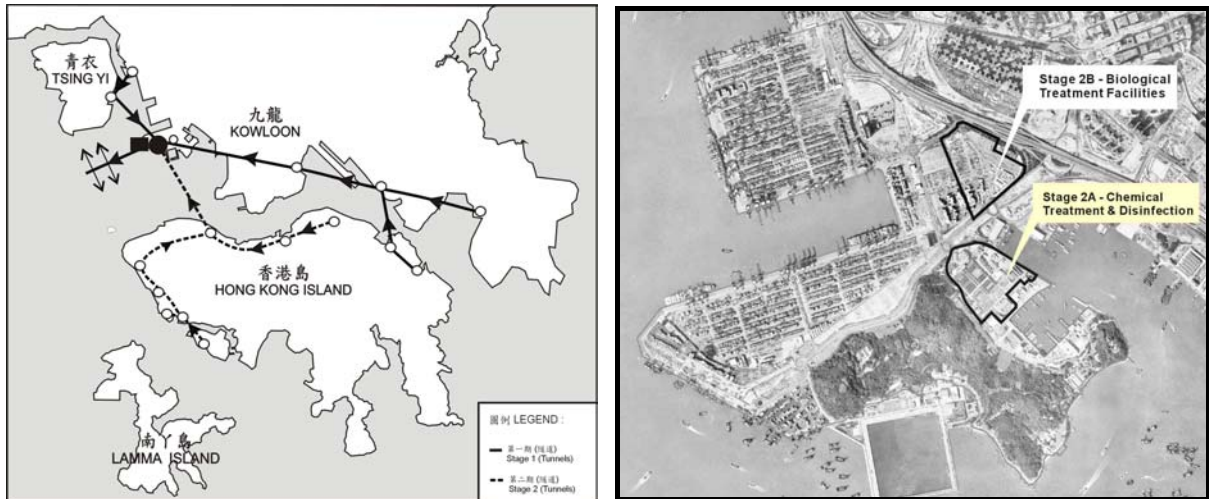 青衣
TSING YI
九龍
KOWLOON
香港島
HONG KONG ISLAND
南丫島
LAMMA ISLAND
圖例 LEGEND :
第一期 (隧道)
Stage 1 (Tunnels)
第二期 (隧道)
Stage 2 (Tunnels)
Stage 2B - Biological
Treatment Facilities
Stage 2A - Chemical
Treatment & Disinfection